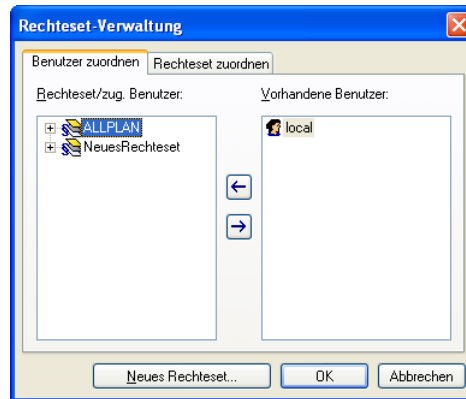 Rechteset-Verwaltung
Benutzer zuordnen Rechteset zuordnen
Rechteset/zug. Benutzer: Vorhandene Benutzer:
ALLPLAN local
NeuesRechteset
Neues Rechteset... OK Abbrechen